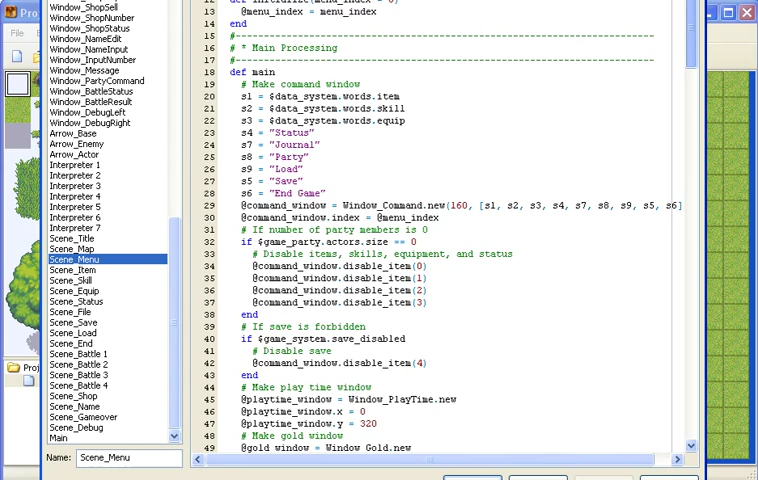 Pro
File
Window_ShopSell
Window_ShopNumber
Window_ShopStatus
Window_NameEdit
Window_NameInput
Window_InputNumber
Window_Message
Window_PartyCommand
Window_BattleStatus
Window_BattleResult
Window_DebugLeft
Window_DebugRight
Arrow_Base
Arrow_Enemy
Arrow_Actor
Interpreter 1
Interpreter 2
Interpreter 3
Interpreter 4
Interpreter 5
Interpreter 6
Interpreter 7
Scene_Title
Scene_Map
Scene_Menu
Scene_Item
Scene_Skill
Scene_Equip
Scene_Status
Scene_File
Scene_Save
Scene_Load
Scene_End
Scene_Battle 1
Scene_Battle 2
Scene_Battle 3
Scene_Battle 4
Scene_Shop
Scene_Name
Scene_Gameover
Scene_Debug
Main
Name: Scene_Menu
Proj
12 def initialize(menu_index = 0)
13 @menu_index = menu_index
14 end
15 #--------------------------------------------------------------------------
16 # * Main Processing
17 #--------------------------------------------------------------------------
18 def main
19 # Make command window
20 s1 = $data_system.words.item
21 s2 = $data_system.words.skill
22 s3 = $data_system.words.equip
23 s4 = "Status"
24 s7 = "Journal"
25 s8 = "Party"
26 s9 = "Load"
27 s5 = "Save"
28 s6 = "End Game"
29 @command_window = Window_Command.new(160, [s1, s2, s3, s4, s7, s8, s9, s5, s6]
30 @command_window.index = @menu_index
31 # If number of party members is 0
32 if $game_party.actors.size == 0
33 # Disable items, skills, equipment, and status
34 @command_window.disable_item(0)
35 @command_window.disable_item(1)
36 @command_window.disable_item(2)
37 @command_window.disable_item(3)
38 end
39 # If save is forbidden
40 if $game_system.save_disabled
41 # Disable save
42 @command_window.disable_item(4)
43 end
44 # Make play time window
45 @playtime_window = Window_PlayTime.new
46 @playtime_window.x = 0
47 @playtime_window.y = 320
48 # Make gold window
49 @gold_window = Window_Gold.new